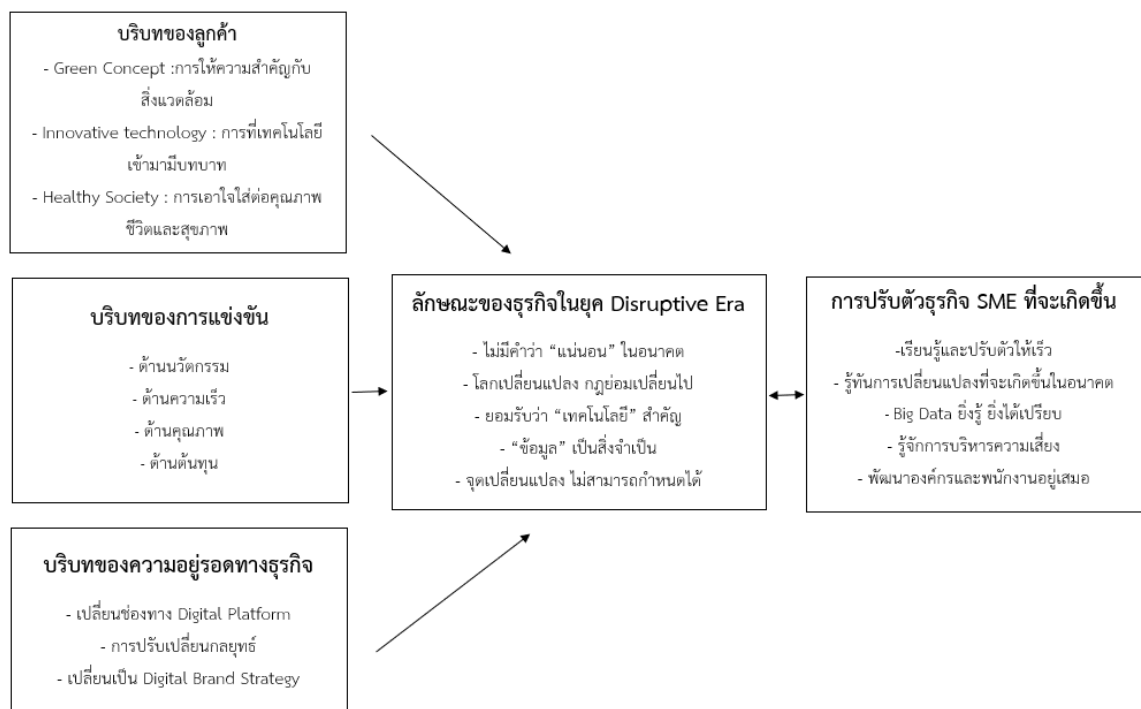 บริบทของลูกค้า
- Green Concept :การให้ความสำคัญกับ
สิ่งแวดล้อม
- Innovative technology : การที่เทคโนโลยี
เข้ามามีบทบาท
- Healthy Society : การเอาใจใส่ต่อคุณภาพ
ชีวิตและสุขภาพ
บริบทของการแข่งขัน
- ด้านนวัตกรรม
- ด้านความเร็ว
- ด้านคุณภาพ
- ด้านต้นทุน
บริบทของความอยู่รอดทางธุรกิจ
- เปลี่ยนช่องทาง Digital Platform
- การปรับเปลี่ยนกลยุทธ์
- เปลี่ยนเป็น Digital Brand Strategy
ลักษณะของธุรกิจในยุค Disruptive Era
- ไม่มีคำว่า “แน่นอน” ในอนาคต
- โลกเปลี่ยนแปลง กฎย่อมเปลี่ยนไป
- ยอมรับว่า “เทคโนโลยี” สำคัญ
- “ข้อมูล” เป็นสิ่งจำเป็น
- จุดเปลี่ยนแปลง ไม่สามารถกำหนดได้
การปรับตัวธุรกิจ SME ที่จะเกิดขึ้น
-เรียนรู้และปรับตัวให้เร็ว
- รู้ทันการเปลี่ยนแปลงที่จะเกิดขึ้นในอนาคต
- Big Data ยิ่งรู้ ยิ่งได้เปรียบ
- รู้จักการบริหารความเสี่ยง
- พัฒนาองค์กรและพนักงานอยู่เสมอ